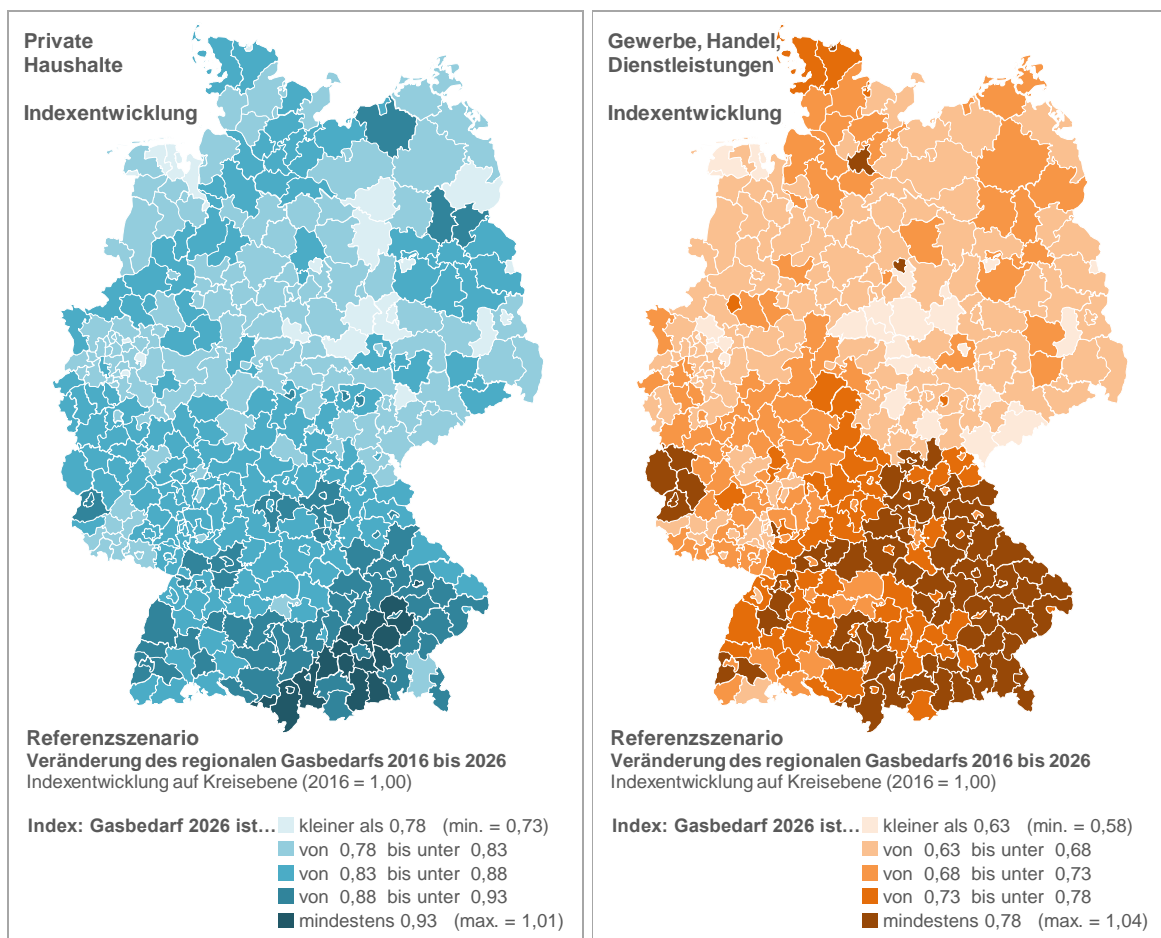 Private
Haushalte
Indexentwicklung
Referenzszenario
Veränderung des regionalen Gasbedarfs 2016 bis 2026
Indexentwicklung auf Kreisebene (2016 = 1,00)
Index: Gasbedarf 2026 ist… kleiner als 0,78 (min. = 0,73)
von 0,78 bis unter 0,83
von 0,83 bis unter 0,88
von 0,88 bis unter 0,93
mindestens 0,93 (max. = 1,01)
Gewerbe, Handel,
Dienstleistungen
Indexentwicklung
Referenzszenario
Veränderung des regionalen Gasbedarfs 2016 bis 2026
Indexentwicklung auf Kreisebene (2016 = 1,00)
Index: Gasbedarf 2026 ist… kleiner als 0,63 (min. = 0,58)
von 0,63 bis unter 0,68
von 0,68 bis unter 0,73
von 0,73 bis unter 0,78
mindestens 0,78 (max. = 1,04)